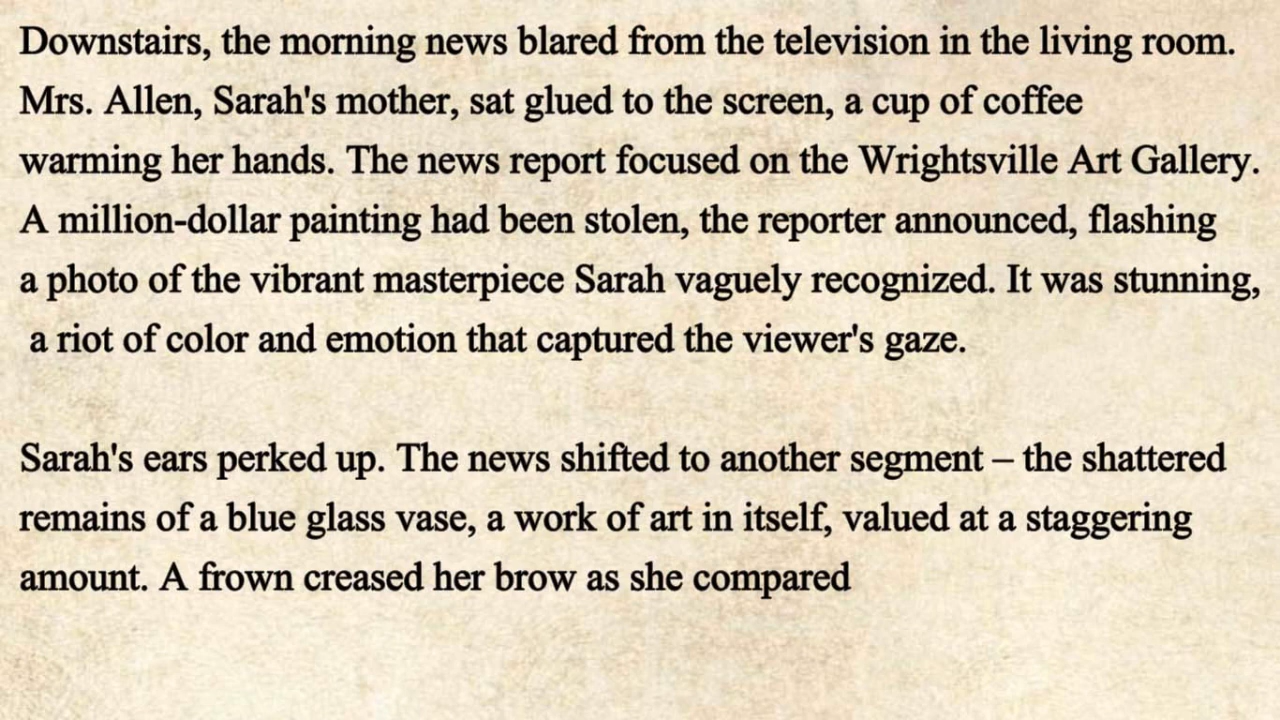 Downstairs, the morning news blared from the television in the living room.
Mrs. Allen, Sarah's mother, sat glued to the screen, a cup of coffee
warming her hands. The news report focused on the Wrightsville Art Gallery.
A million-dollar painting had been stolen, the reporter announced, flashing
a photo of the vibrant masterpiece Sarah vaguely recognized. It was stunning,
a riot of color and emotion that captured the viewer's gaze.
Sarah's ears perked up. The news shifted to another segment – the shattered
remains of a blue glass vase, a work of art in itself, valued at a staggering
amount. A frown creased her brow as she compared